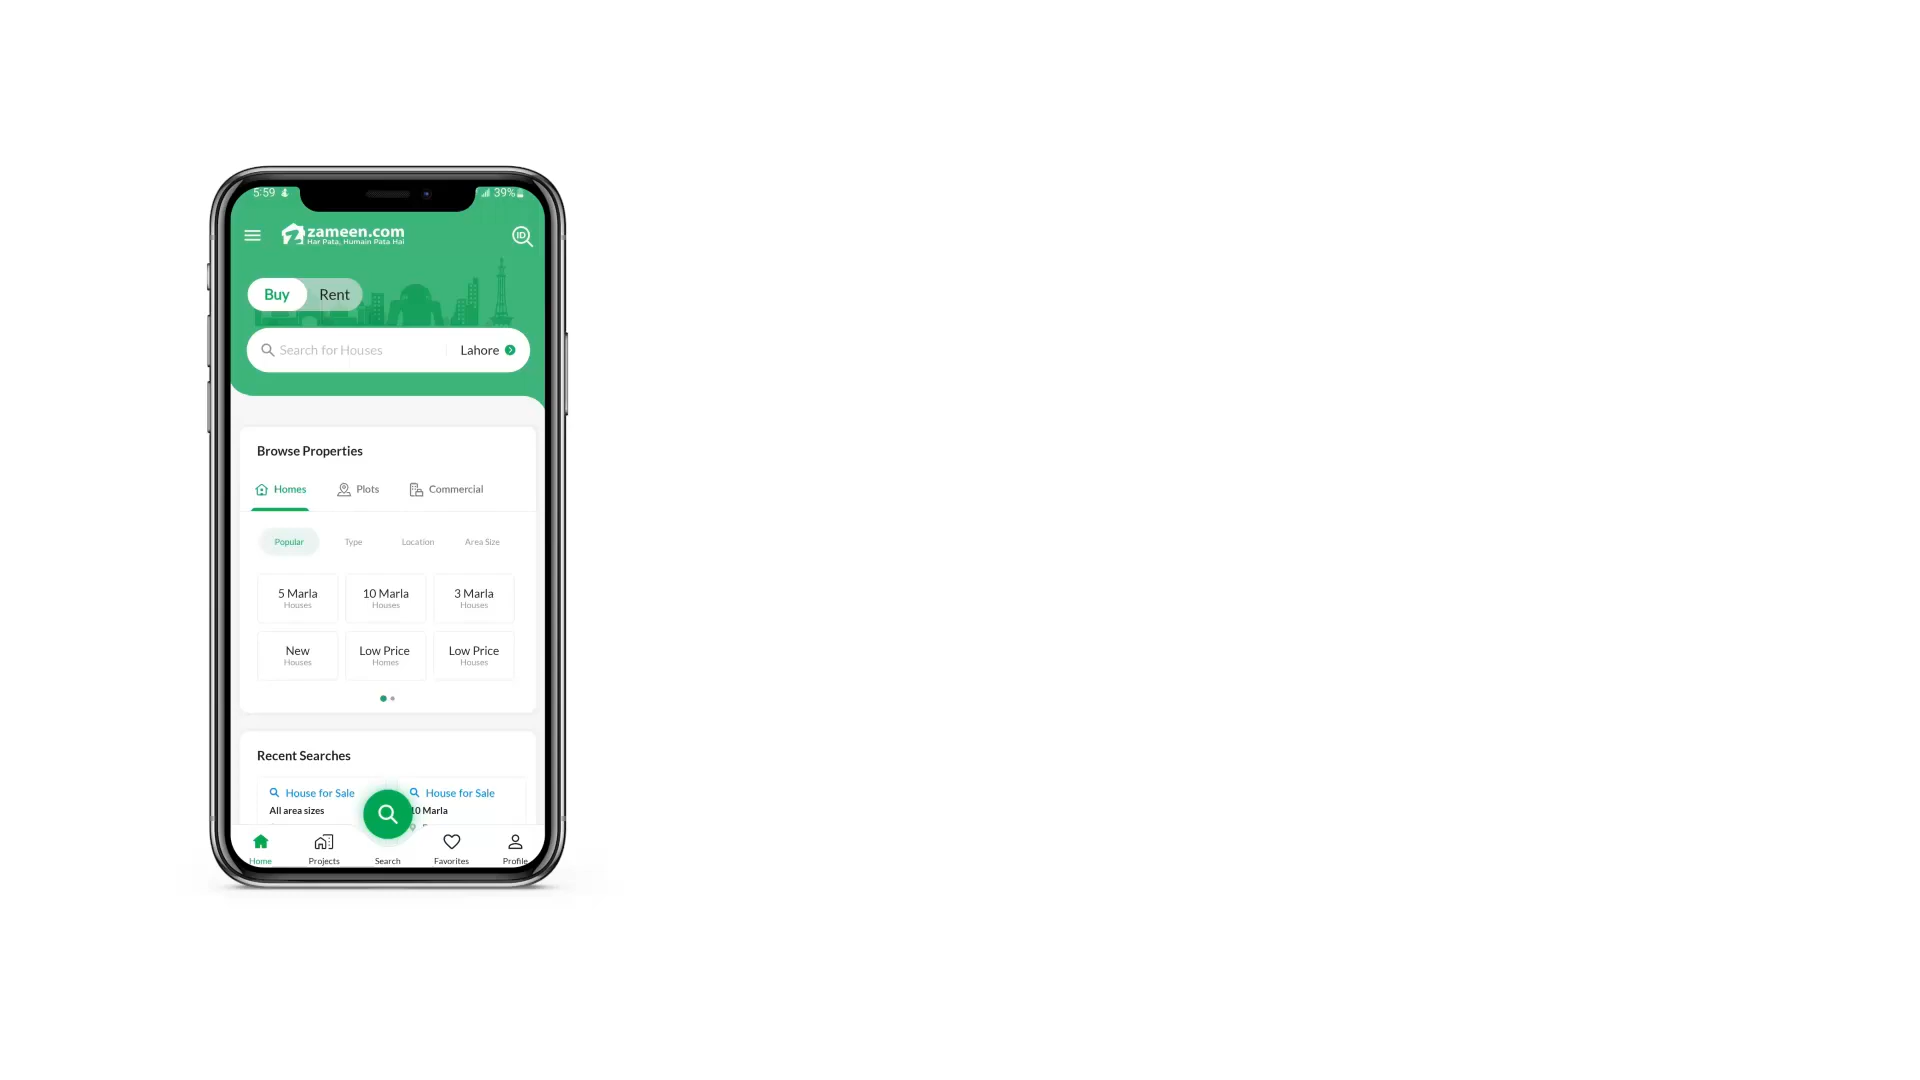 5:59
39%
zameen.com
Har Pata, Humain Pata Hai
ID
Buy Rent
Search for Houses Lahore
Browse Properties
Homes Plots Commercial
Popular Type Location Area Size
5 Marla 10 Marla 3 Marla
Houses Houses Houses
New Low Price Low Price
Houses Homes Houses
Recent Searches
House for Sale House for Sale
All area sizes 10 Marla
Home Projects Search Favorites Profile